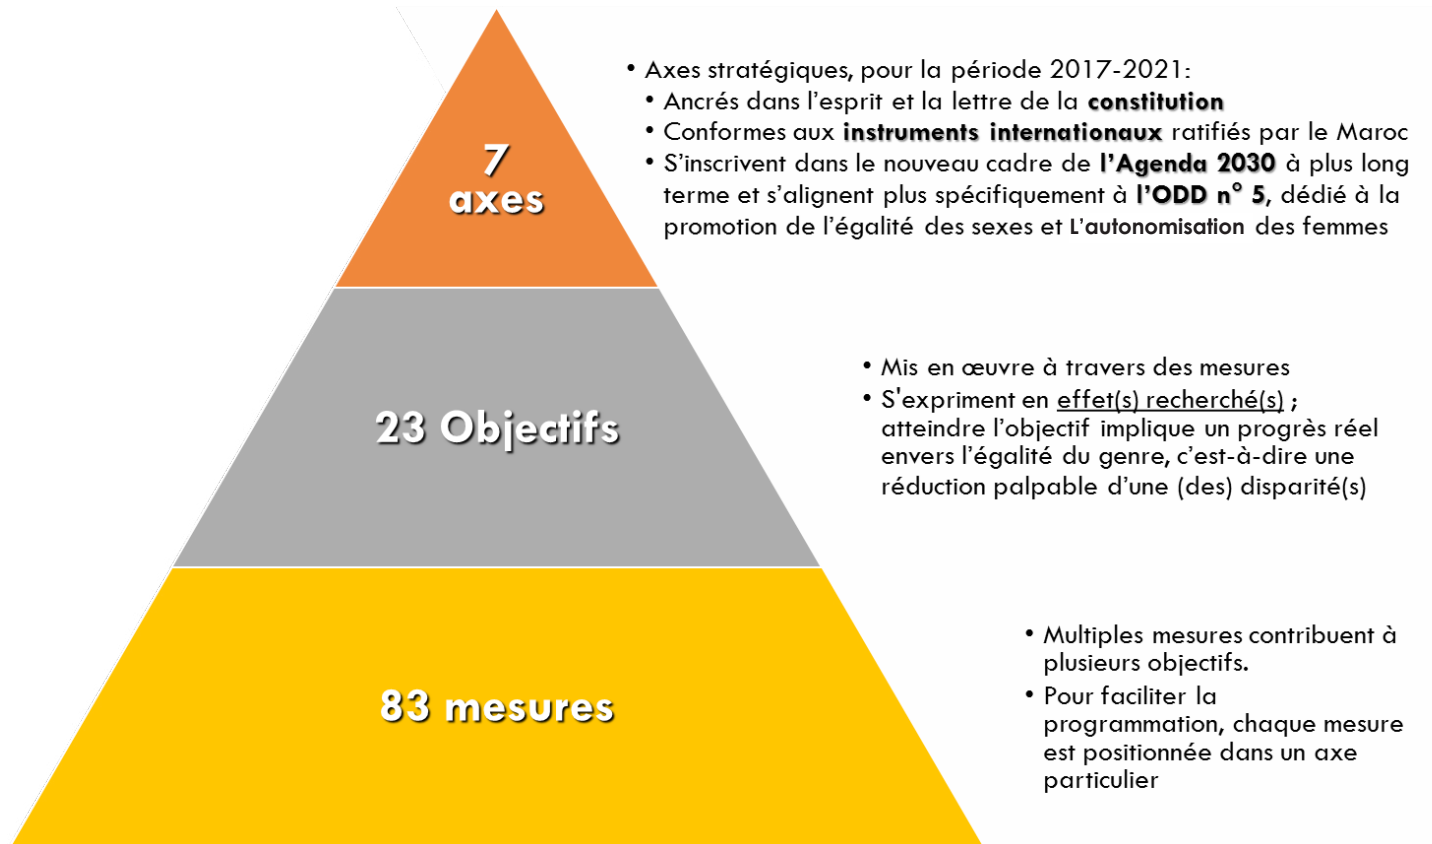 7
axes
• Axes stratégiques, pour la période 2017-2021:
• Ancrés dans l’esprit et la lettre de la constitution
• Conformes aux instruments internationaux ratifiés par le Maroc
• S’inscrivent dans le nouveau cadre de l’Agenda 2030 à plus long
terme et s’alignent plus spécifiquement à l’ODD n° 5, dédié à la
promotion de l’égalité des sexes et L’autonomisation des femmes
23 Objectifs
• Mis en œuvre à travers des mesures
• S'expriment en effet(s) recherché(s) ;
atteindre l’objectif implique un progrès réel
envers l’égalité du genre, c’est-à-dire une
réduction palpable d’une (des) disparité(s)
83 mesures
• Multiples mesures contribuent à
plusieurs objectifs.
• Pour faciliter la
programmation, chaque mesure
est positionnée dans un axe
particulier